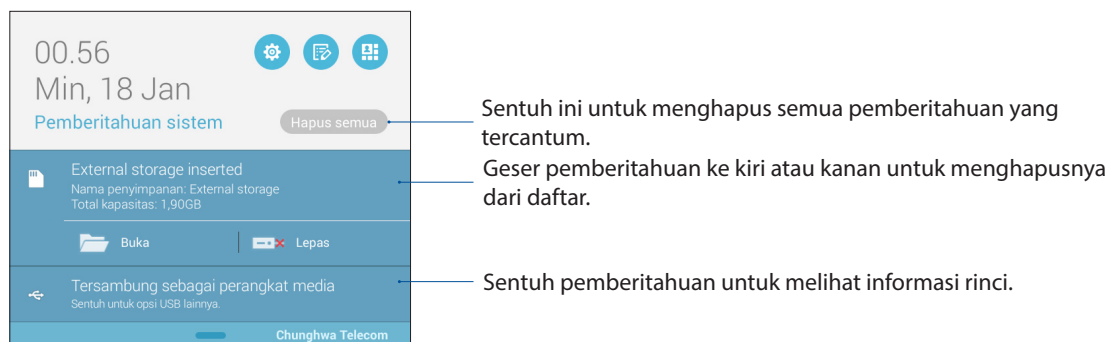 00.56
Min, 18 Jan
Pemberitahuan sistem
Hapus semua
External storage inserted
Nama penyimpanan: External storage
Total kapasitas: 1,90GB
Buka
Lepas
Tersambung sebagai perangkat media
Sentuh untuk opsi USB lainnya.
Chunghwa Telecom
Sentuh ini untuk menghapus semua pemberitahuan yang
tercantum.
Geser pemberitahuan ke kiri atau kanan untuk menghapusnya
dari daftar.
Sentuh pemberitahuan untuk melihat informasi rinci.